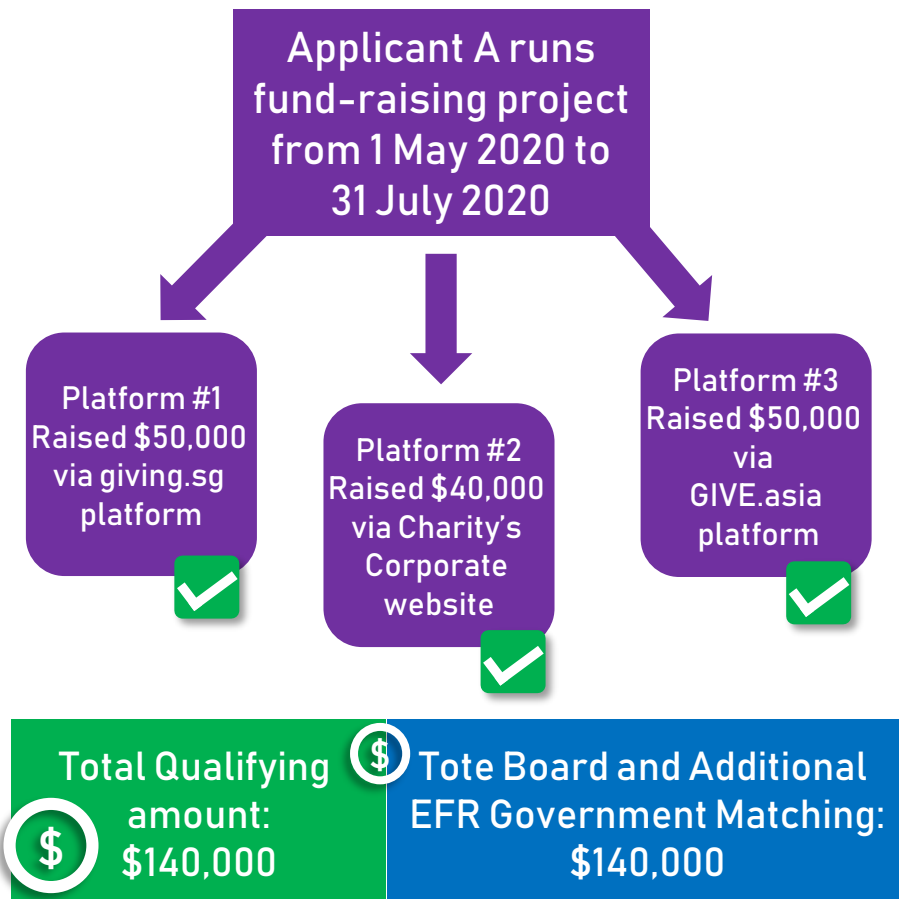 Applicant A runs
fund-raising project
from 1 May 2020 to
31 July 2020
Platform #1
Raised $50,000
via giving.sg
platform
Platform #2
Raised $40,000
via Charity's
Corporate
website
Platform #3
Raised $50,000
via
GIVE.asia
platform
Total Qualifying
amount:
$140,000
$
$
Tote Board and Additional
EFR Government Matching:
$140,000